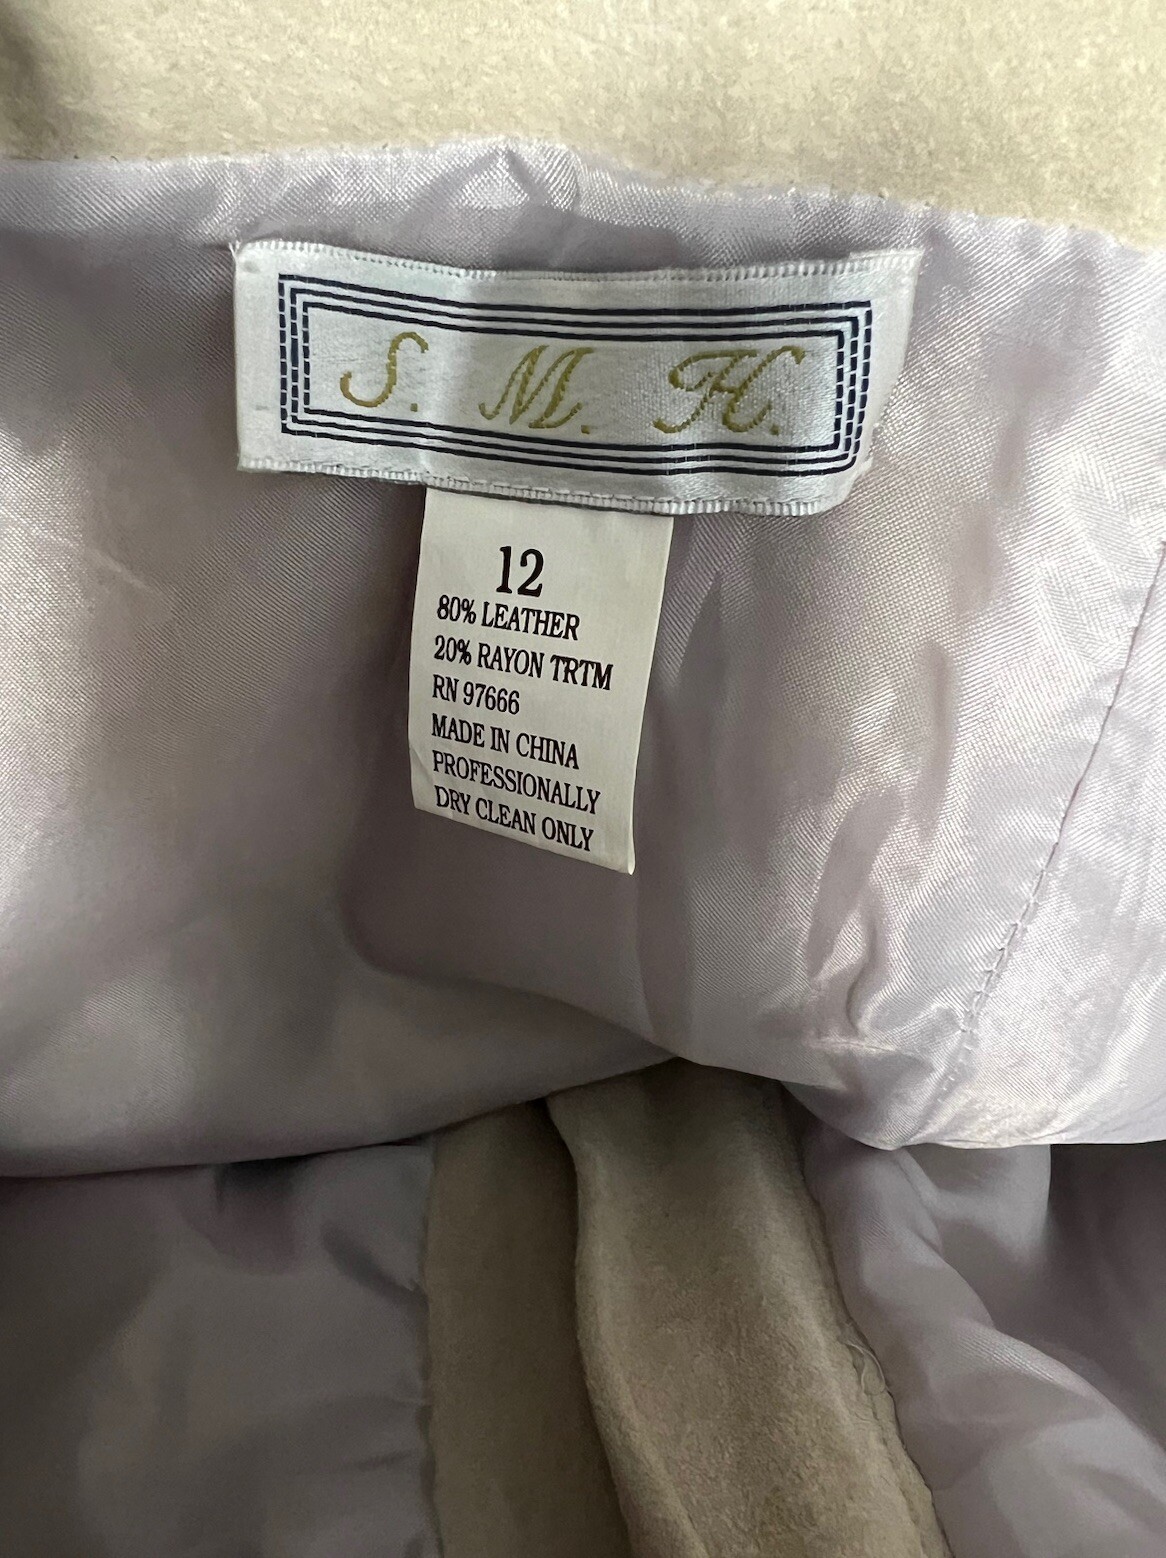 S. M. H.
12
80% LEATHER
20% RAYON TRTM
RN 97666
MADE IN CHINA
PROFESSIONALLY
DRY CLEAN ONLY